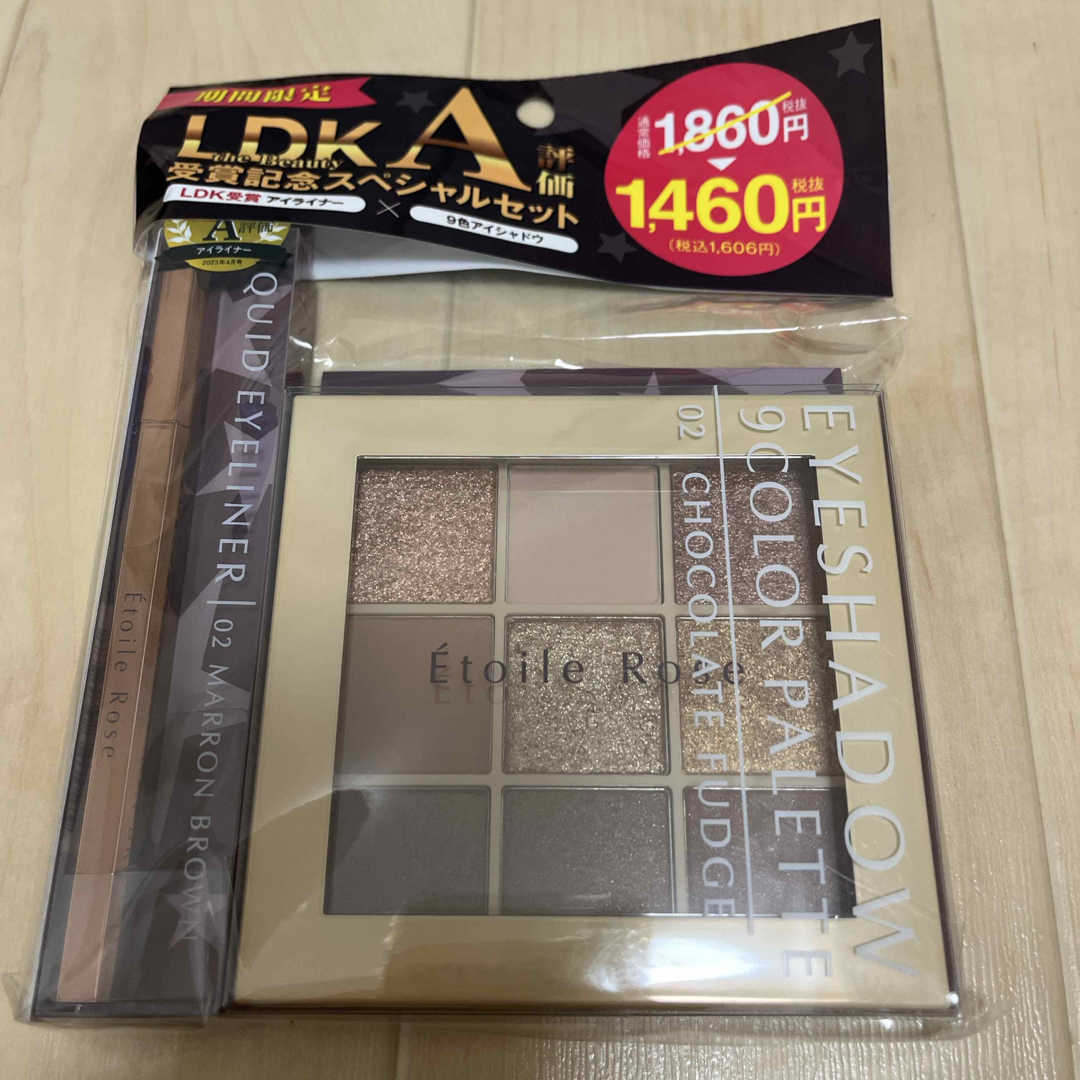 期間限定
LDK A 評価
the Beauty
受賞記念スペシャルセット
LDK受賞 アイライナー × 9色アイシャドウ
通常価格
1,860円 税抜
1,460円 税抜
(税込1,606円)
A 評価
アイライナー
2023年4月号
QUID EYELINER | 02 MARRON BROWN
Étoile Rose
EYESHADOW
9COLOR PALETTE
02 CHOCOLATE FUDGE
Étoile Rose